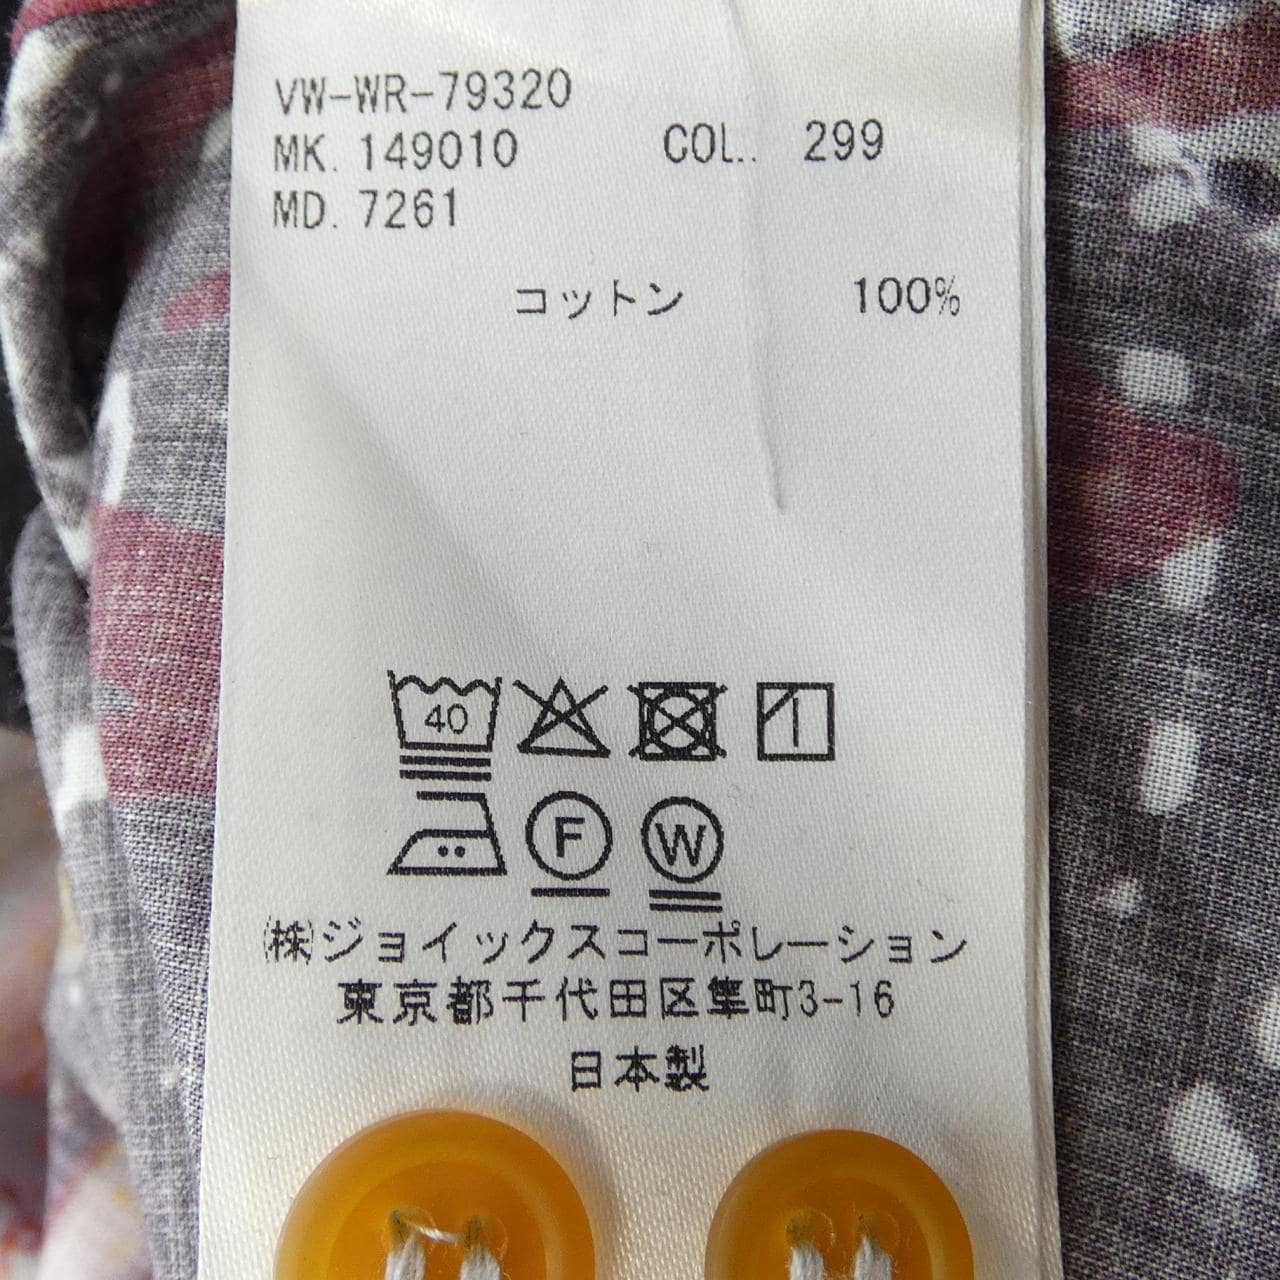 VW-WR-79320
MK. 149010 COL.. 299
MD. 7261
コットン 100%
40
F W
(株)ジョイックスコーポレーション
東京都千代田区隼町3-16
日本製